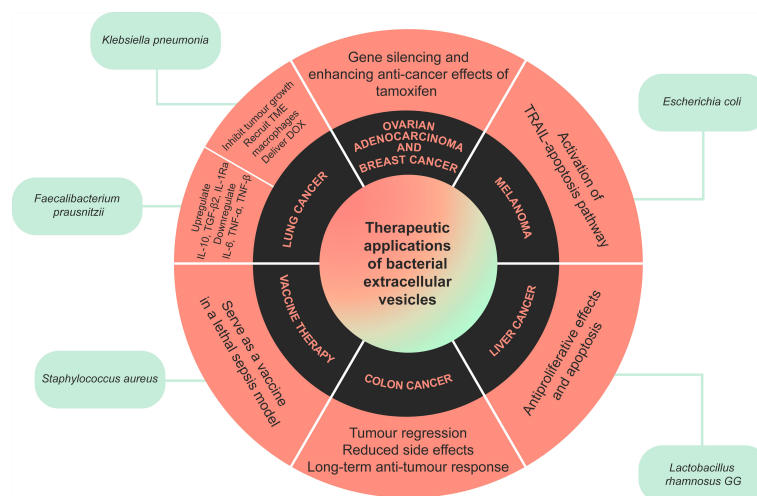 Klebsiella pneumonia
Gene silencing and
enhancing anti-cancer effects of
tamoxifen
Escherichia coli
Inhibit tumour growth
Recruit TME
macrophages
Deliver DOX
OVARIAN
ADENOCARCINOMA
AND
BREAST CANCER
Activation of
TRAIL-apoptosis pathway
MELANOMA
Faecalibacterium
prausnitzii
Upregulate
IL-10, TGF-β2, IL-1Ra
Downregulate
IL-6, TNF-α, TNF-β
LUNG CANCER
Therapeutic
applications
of bacterial
extracellular
vesicles
VACCINE THERAPY
LIVER CANCER
Serve as a vaccine
in a lethal sepsis model
Antiproliferative effects
and apoptosis
Staphylococcus aureus
COLON CANCER
Tumour regression
Reduced side effects
Long-term anti-tumour response
Lactobacillus
rhamnosus GG